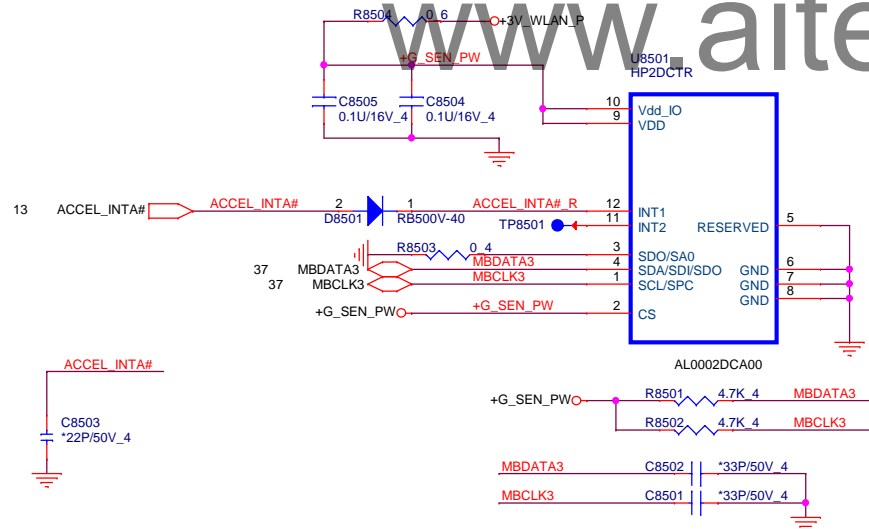 www.aite
R8504 0_6 +3V_WLAN_P
+G_SEN_PW
U8501
HP2DCTR
C8505
0.1U/16V_4
C8504
0.1U/16V_4
10 Vdd_IO
9 VDD
13 ACCEL_INTA# ACCEL_INTA# 2 1 ACCEL_INTA#_R 12 INT1
D8501 RB500V-40
TP8501 11 INT2
RESERVED 5
R8503 0_4 3 SDO/SA0
37 MBDATA3 MBDATA3 4 SDA/SDI/SDO GND 6
37 MBCLK3 MBCLK3 1 SCL/SPC GND 7
GND 8
+G_SEN_PW +G_SEN_PW 2 CS
AL0002DCA00
ACCEL_INTA#
C8503
*22P/50V_4
+G_SEN_PW R8501 4.7K_4 MBDATA3
R8502 4.7K_4 MBCLK3
MBDATA3 C8502 *33P/50V_4
MBCLK3 C8501 *33P/50V_4